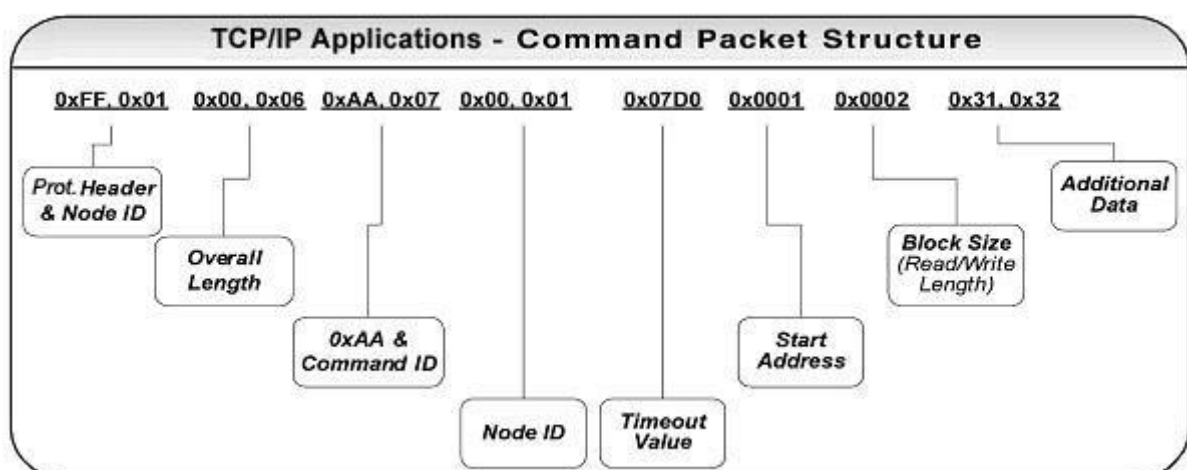 TCP/IP Applications - Command Packet Structure
0xFF, 0x01 0x00, 0x06 0xAA, 0x07 0x00, 0x01 0x07D0 0x0001 0x0002 0x31, 0x32
Prot. Header
& Node ID
Overall
Length
0xAA &
Command ID
Node ID
Timeout
Value
Start
Address
Block Size
(Read/Write
Length)
Additional
Data